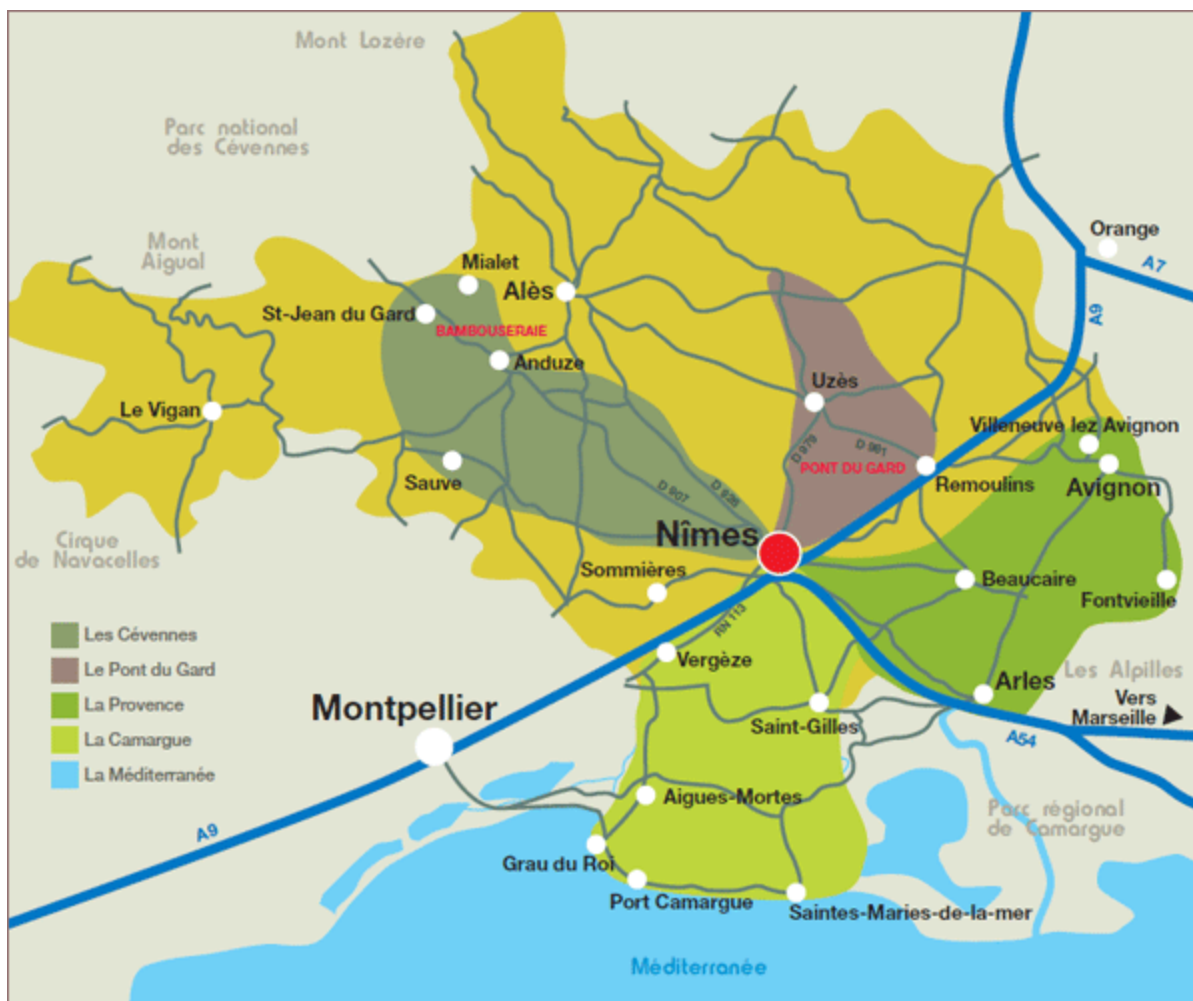 Mont Lozère
Parc national
des Cévennes
Mont
Aigual
Orange
A7
Mialet
Alès
St-Jean du Gard
BAMBOUSERAIE
A9
Anduze
Uzès
Le Vigan
Villeneuve lez Avignon
D 979
D 981
PONT DU GARD
Sauve
Remoulins
Avignon
D 907
D 926
Nîmes
Cirque
de Navacelles
Sommières
Beaucaire
Fontvieille
RN 113
Les Cévennes
Vergèze
Le Pont du Gard
Les Alpilles
Arles
La Provence
Vers
Marseille
Montpellier
Saint-Gilles
A54
La Camargue
La Méditerranée
Aigues-Mortes
Parc régional
de Camargue
A9
Grau du Roi
Port Camargue
Saintes-Maries-de-la-mer
Méditerranée